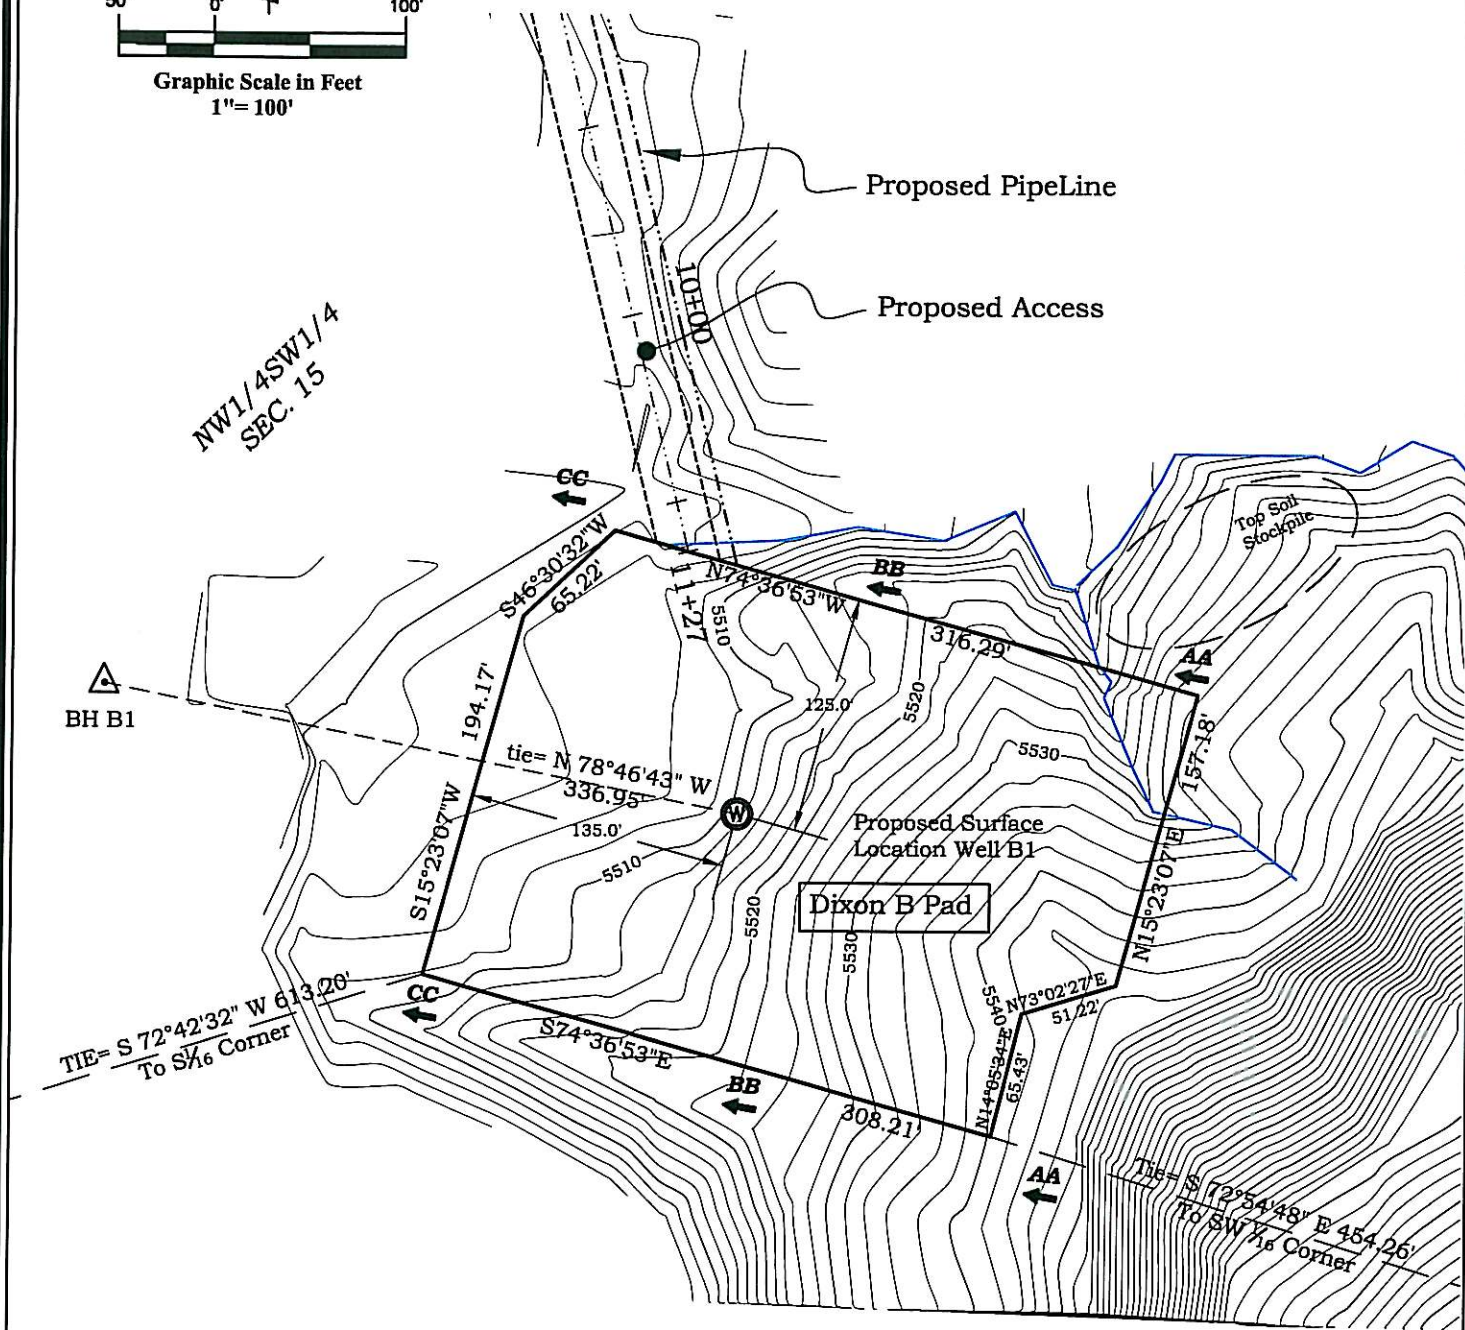 50 0' 1" 100'
Graphic Scale in Feet
1"= 100'
Proposed PipeLine
10+00
Proposed Access
NW1/4SW1/4
SEC. 15
CC
S46°30'32"W
65.22'
Top Soil
Stockpile
BB
N74°36'53"W
11+27
5510
316.29'
AA
BH B1
194.17'
125.0'
5520
5530
157.18'
tie= N 78°46'43" W
336.95'
W
S15°23'07"W
135.0'
Proposed Surface
Location Well B1
5510
Dixon B Pad
N15°23'07"E
5520
5530
5540
N73°02'27"E
51.22'
TIE= S 72°42'32" W 613.20'
To S1/16 Corner
CC
S74°36'53"E
N14°05'34"E
65.43'
BB
308.21'
AA
Tie= S 72°54'48" E 454.26'
To SW 1/16 Corner